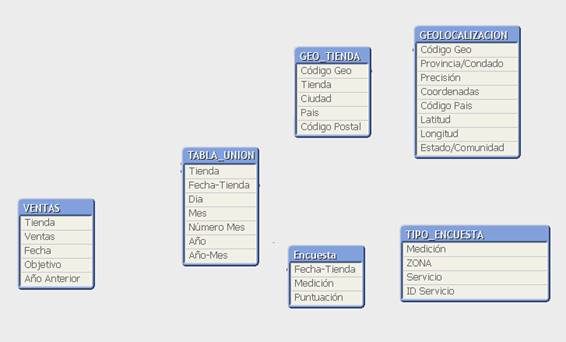 GEOLOCALIZACION
Código Geo
Provincia/Condado
Precisión
Coordenadas
Código Pais
Latitud
Longitud
Estado/Comunidad
GEO_TIENDA
Código Geo
Tienda
Ciudad
Pais
Código Postal
TABLA_UNION
Tienda
Fecha-Tienda
Dia
Mes
Número Mes
Año
Año-Mes
VENTAS
Tienda
Ventas
Fecha
Objetivo
Año Anterior
Encuesta
Fecha-Tienda
Medición
Puntuación
TIPO_ENCUESTA
Medición
ZONA
Servicio
ID Servicio